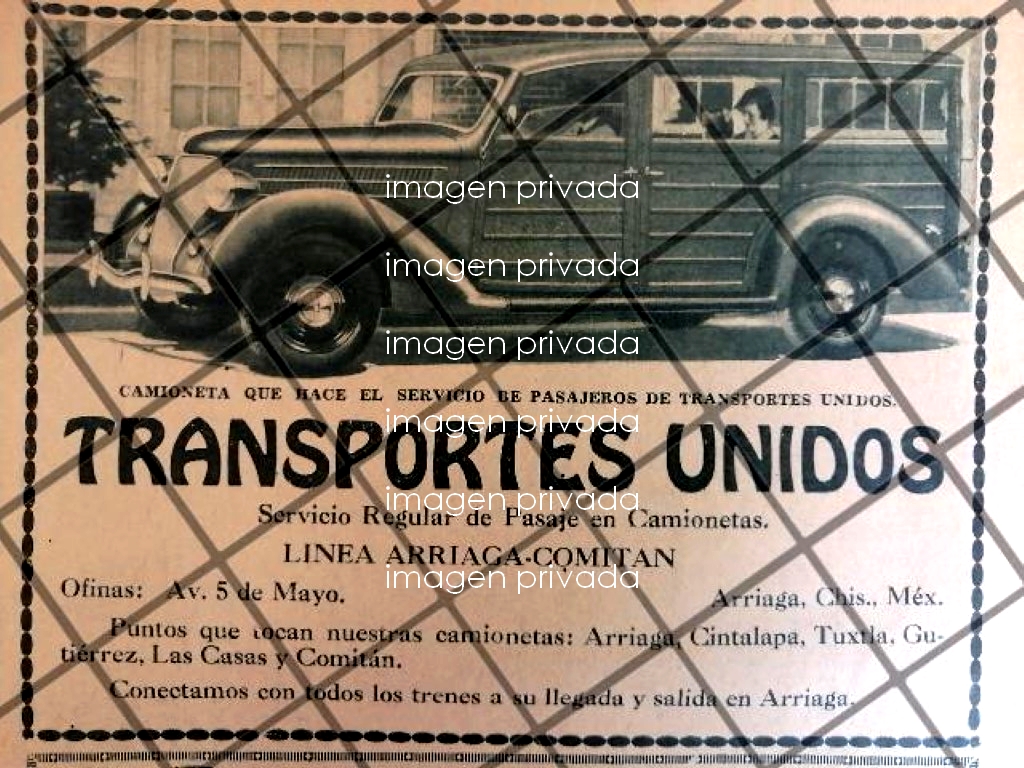 imagen privada
imagen privada
imagen privada
CAMIONETA QUE HACE EL SERVICIO DE PASAJEROS DE TRANSPORTES UNIDOS.
imagen privada
TRANSPORTES UNIDOS
imagen privada
Servicio Regular de Pasaje en Camionetas.
LINEA ARRIAGA-COMITAN
imagen privada
Ofinas: Av. 5 de Mayo. Arriaga, Chis., Méx.
Puntos que tocan nuestras camionetas: Arriaga, Cintalapa, Tuxtla, Gu-
tiérrez, Las Casas y Comitán.
Conectamos con todos los trenes a su llegada y salida en Arriaga.